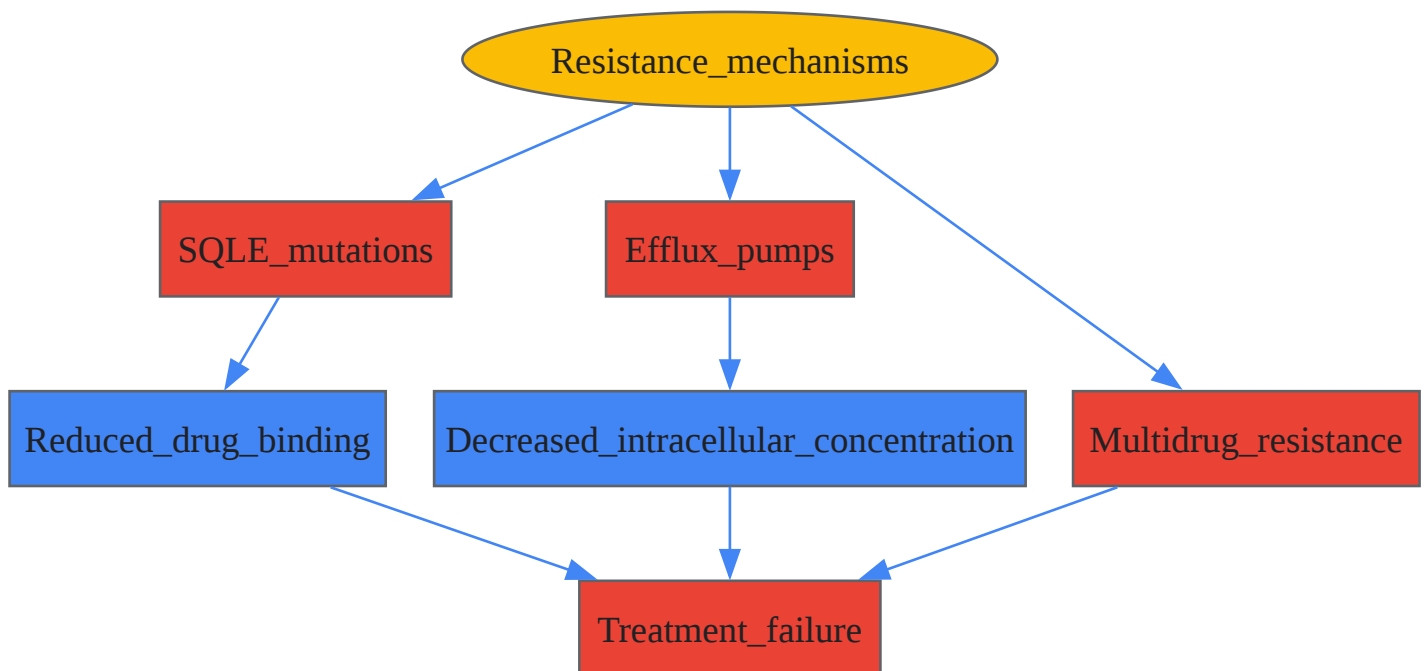 Resistance_mechanisms
SQLE_mutations
Efflux_pumps
Reduced_drug_binding
Decreased_intracellular_concentration
Multidrug_resistance
Treatment_failure